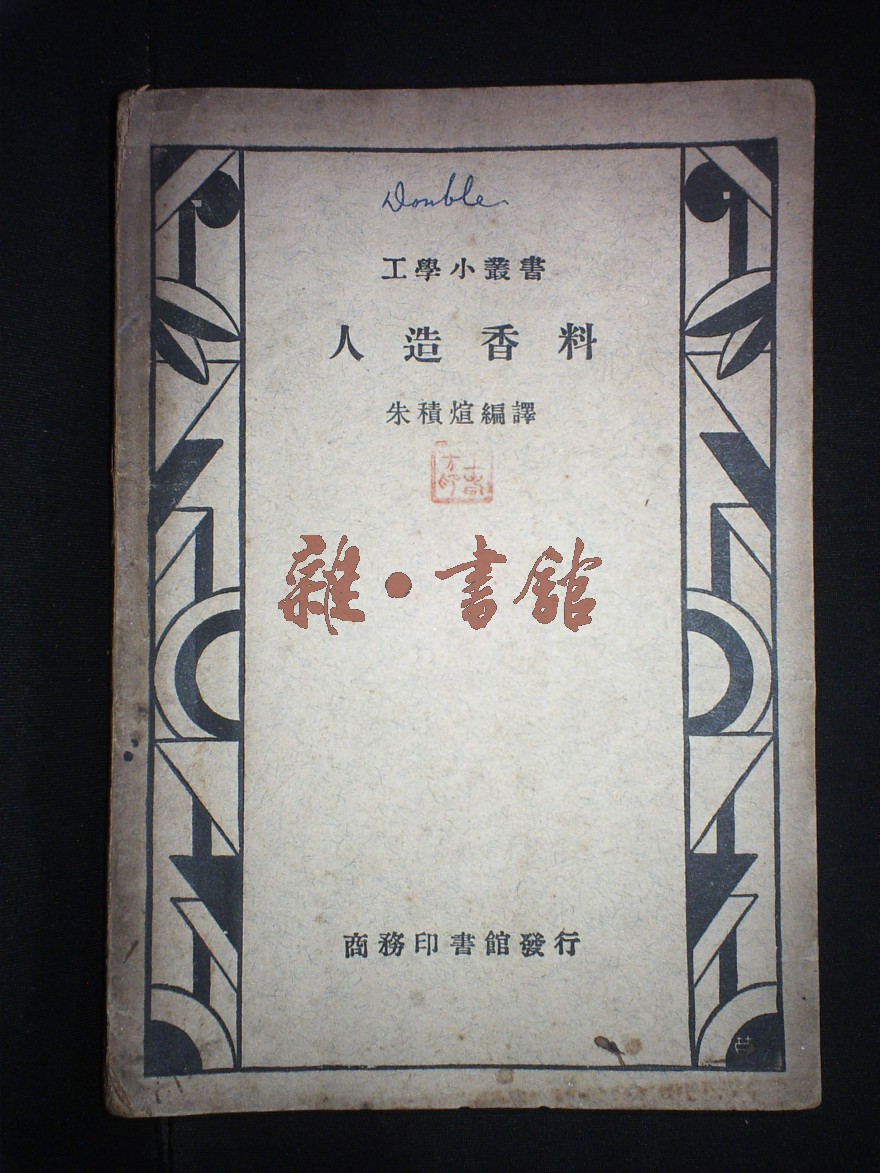 Double
工學小叢書
人造香料
朱積煊編譯
雜·書館
商務印書館發行